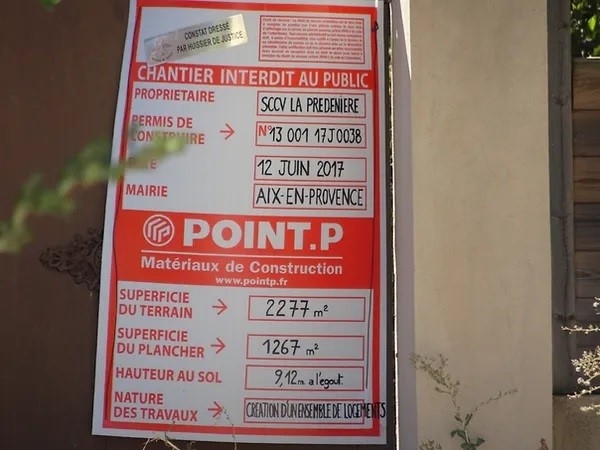 CONSTAT DRESSÉ
PAR HUISSIER DE JUSTICE
CHANTIER INTERDIT AU PUBLIC
PROPRIETAIRE SCCV LA PREDENIERE
PERMIS DE
CONSTRUIRE → N° 13 001 17J0038
12 JUIN 2017
MAIRIE AIX-EN-PROVENCE
POINT.P
Matériaux de Construction
www.pointp.fr
SUPERFICIE
DU TERRAIN → 2277 m²
SUPERFICIE
DU PLANCHER → 1267 m²
HAUTEUR AU SOL 9,12m a l'egout.
NATURE
DES TRAVAUX → CREATION D'UN ENSEMBLE DE LOGEMENTS